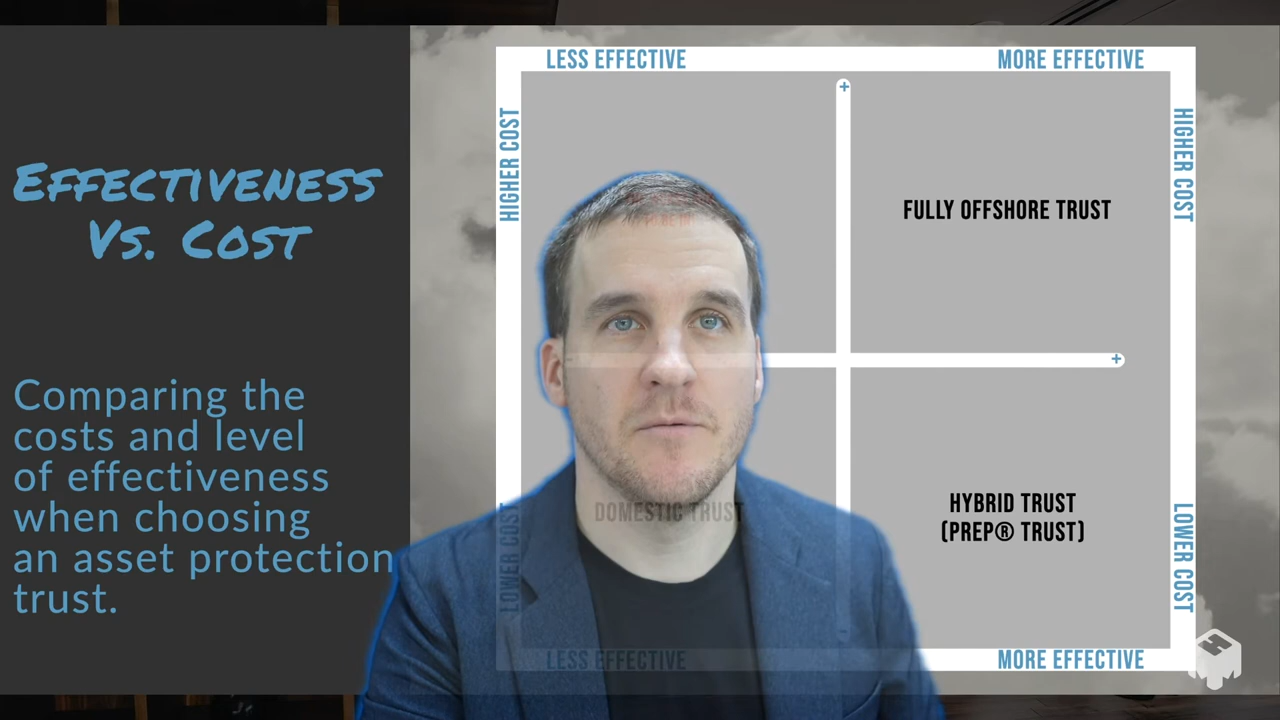 Effectiveness
Vs. Cost
Comparing the
costs and level
of effectiveness
when choosing
an asset protection
trust.
LESS EFFECTIVE
MORE EFFECTIVE
HIGHER COST
HIGHER COST
FULLY OFFSHORE TRUST
DOMESTIC TRUST
HYBRID TRUST
(PREP® TRUST)
LOWER COST
LOWER COST
LESS EFFECTIVE
MORE EFFECTIVE